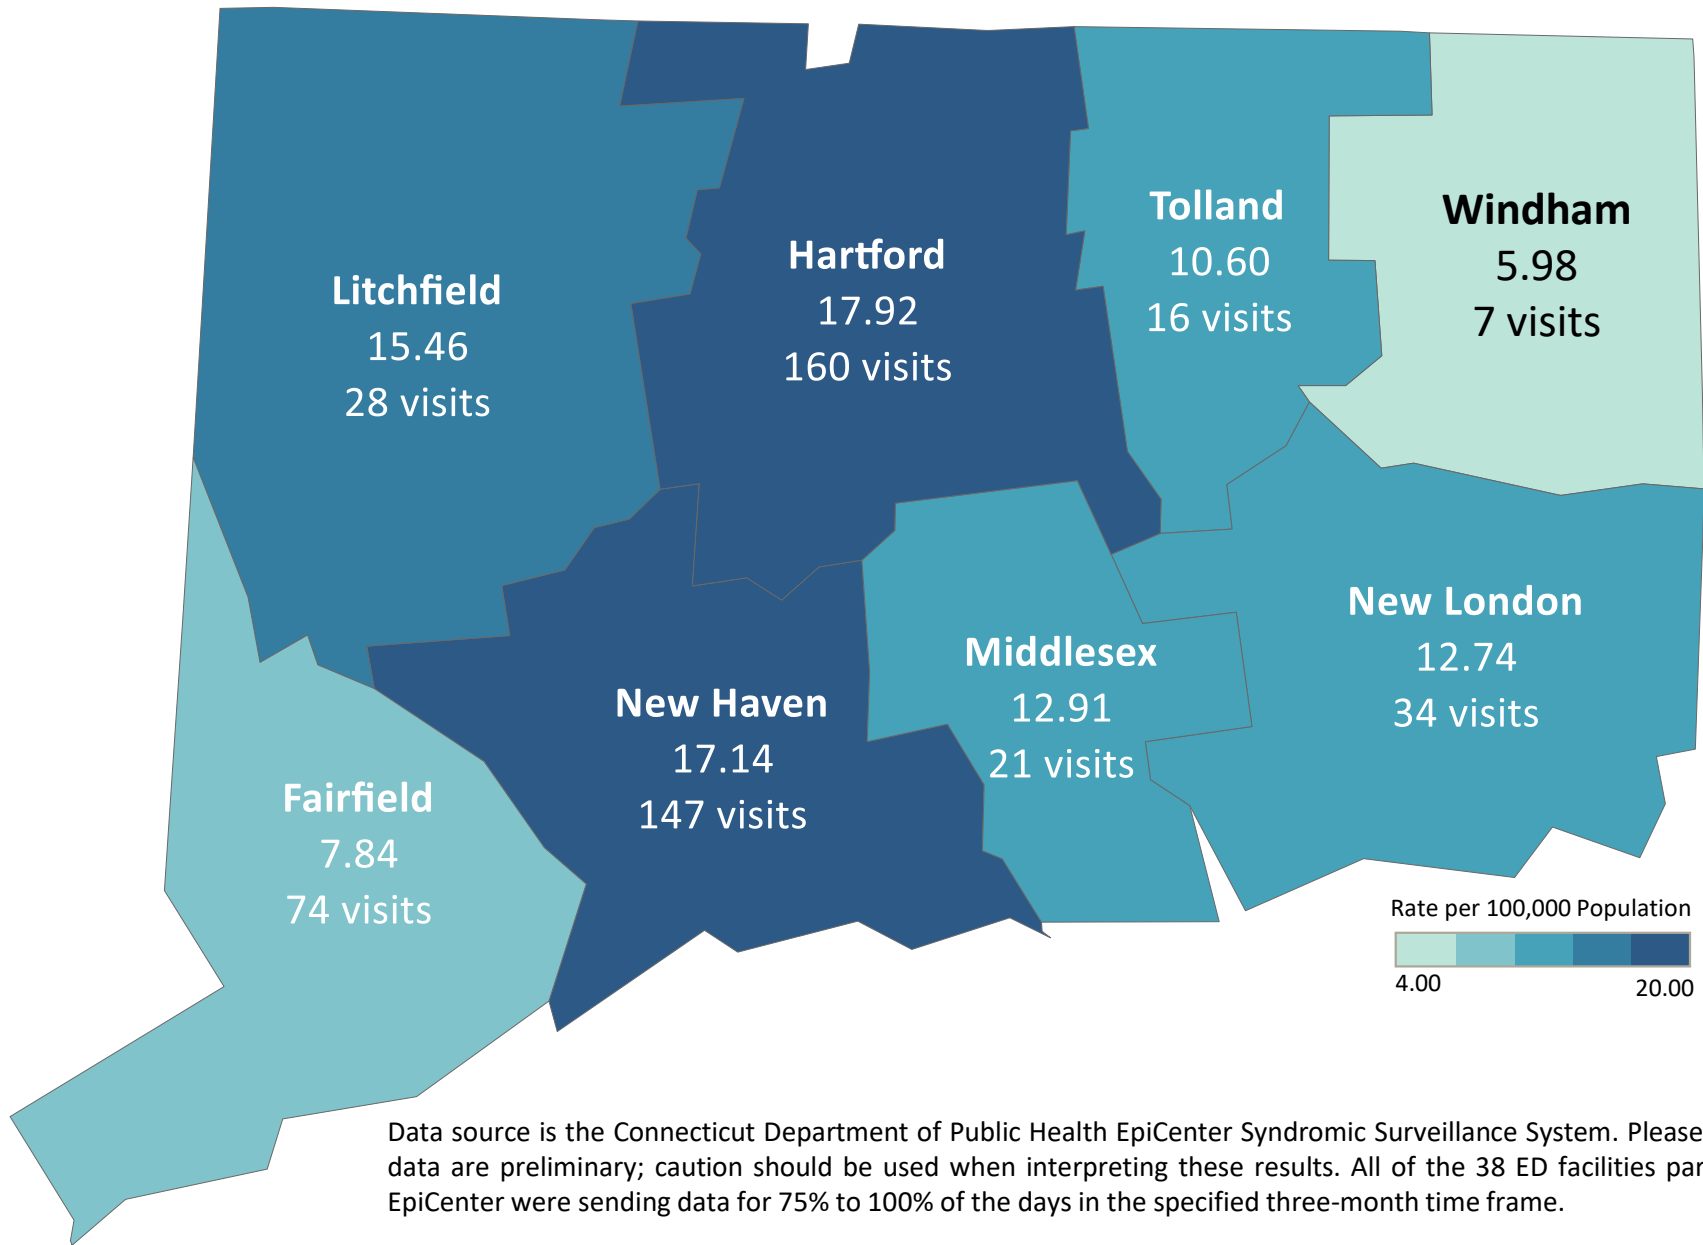 Litchfield
15.46
28 visits
Hartford
17.92
160 visits
Tolland
10.60
16 visits
Windham
5.98
7 visits
Fairfield
7.84
74 visits
New Haven
17.14
147 visits
Middlesex
12.91
21 visits
New London
12.74
34 visits
Rate per 100,000 Population
4.00
20.00
Data source is the Connecticut Department of Public Health EpiCenter Syndromic Surveillance System. Please
data are preliminary; caution should be used when interpreting these results. All of the 38 ED facilities par
EpiCenter were sending data for 75% to 100% of the days in the specified three-month time frame.